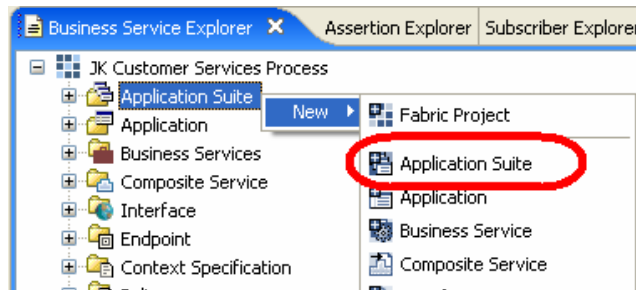 Business Service Explorer
Assertion Explorer
Subscriber Explorer
JK Customer Services Process
Application Suite
New
Fabric Project
Application
Application Suite
Business Services
Application
Composite Service
Business Service
Interface
Composite Service
Endpoint
Context Specification